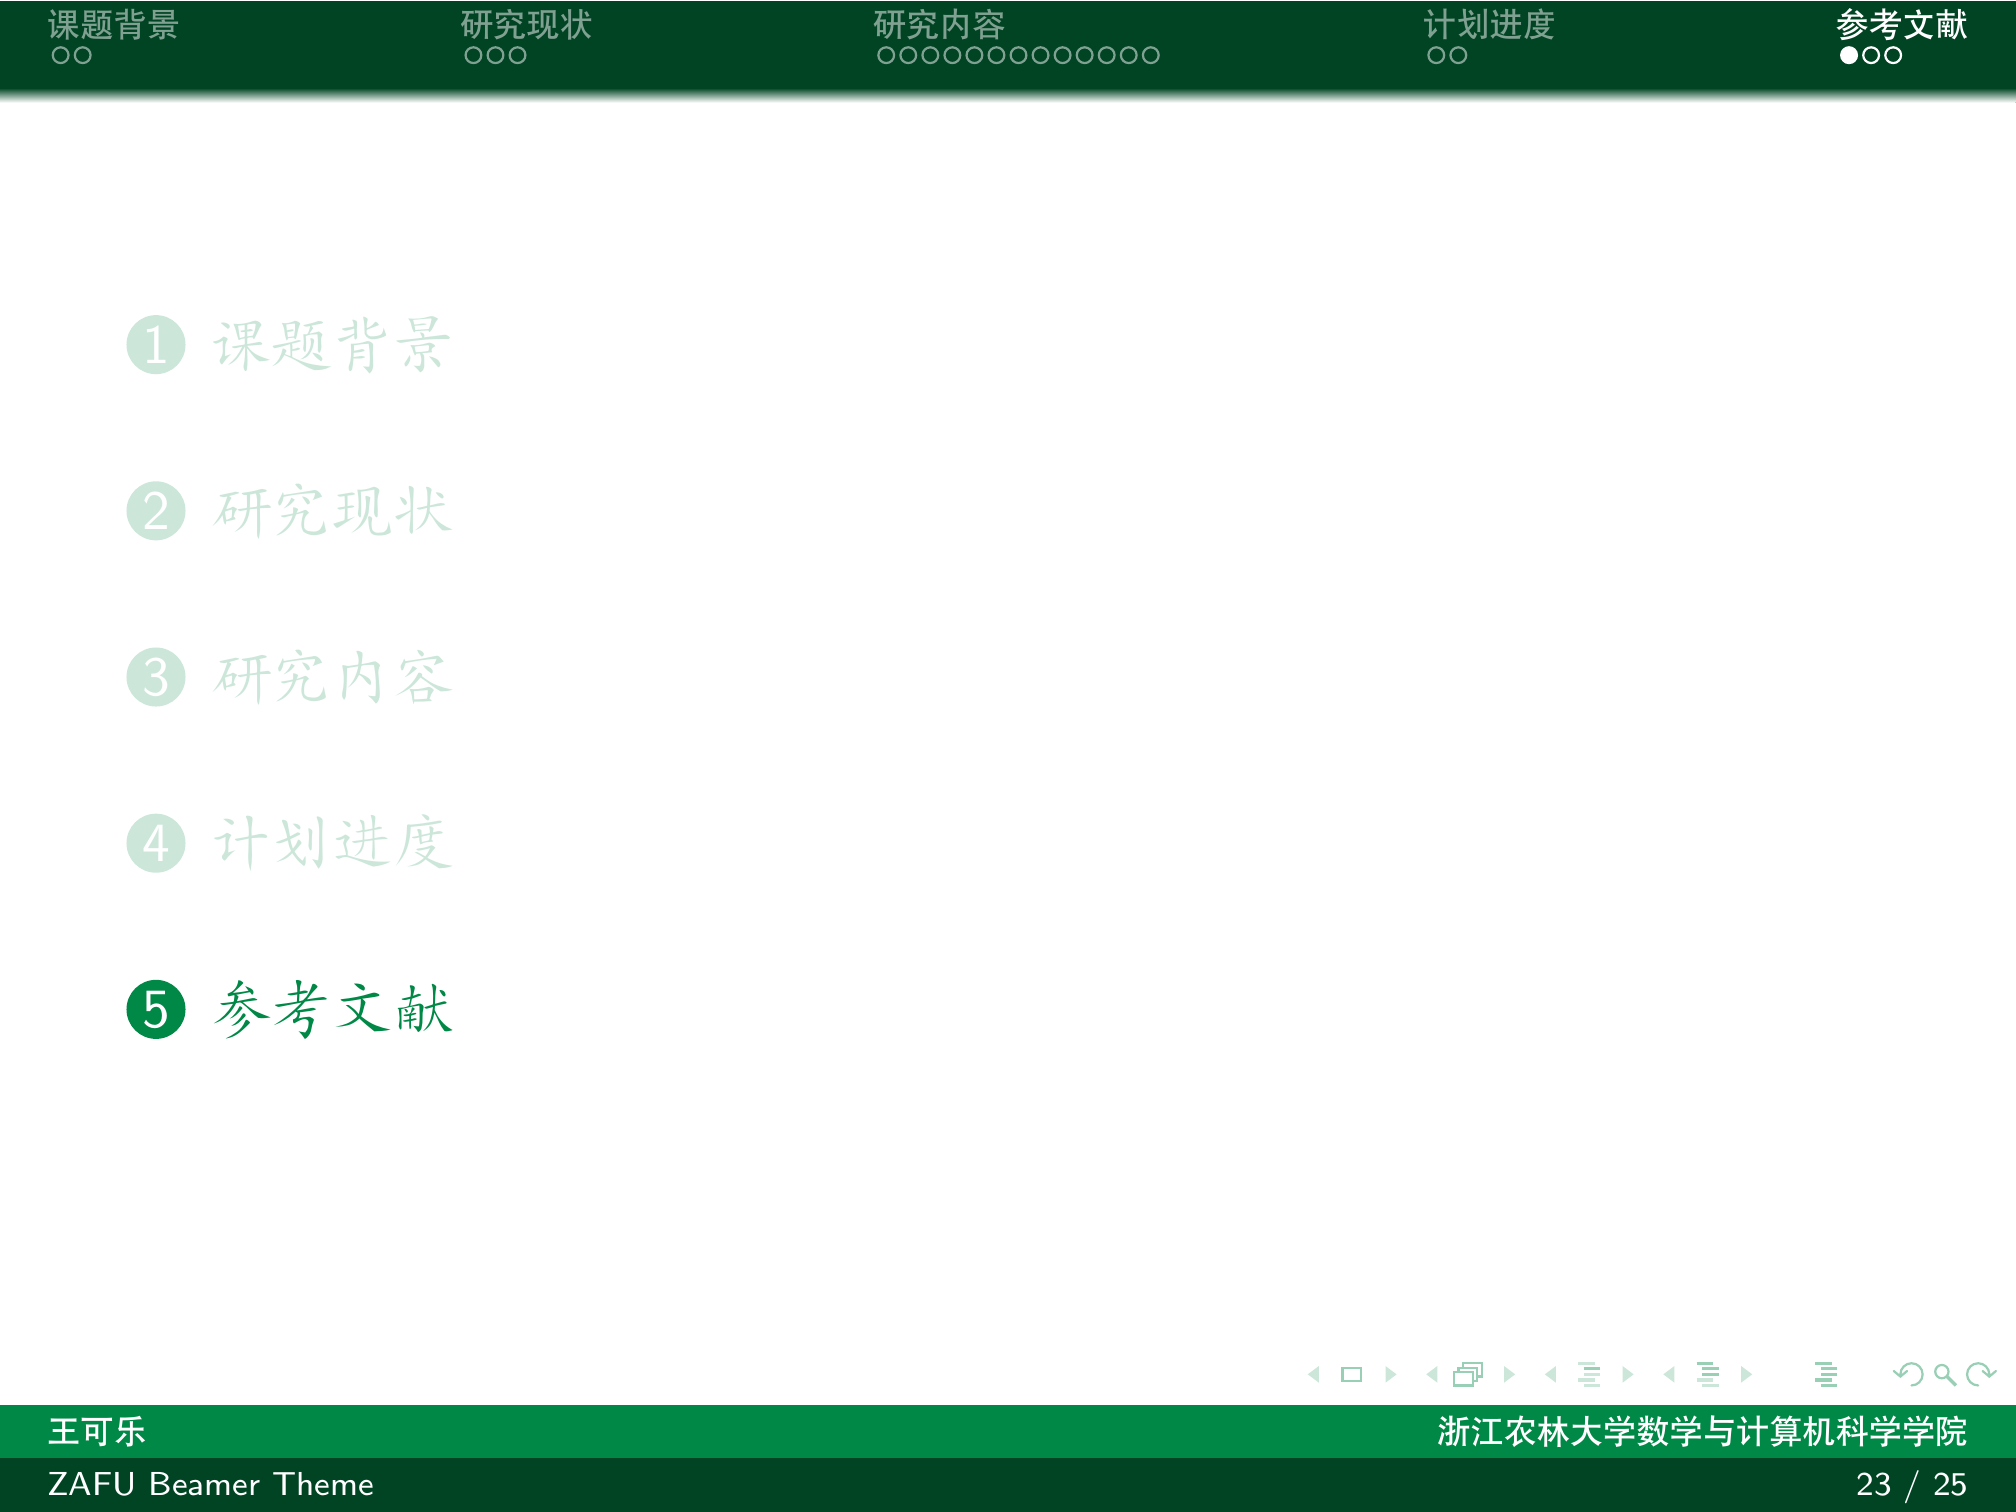 课题背景 研究现状 研究内容 计划进度 参考文献
1 课题背景
2 研究现状
3 研究内容
4 计划进度
5 参考文献
王可乐 浙江农林大学数学与计算机科学学院
ZAFU Beamer Theme 23 / 25